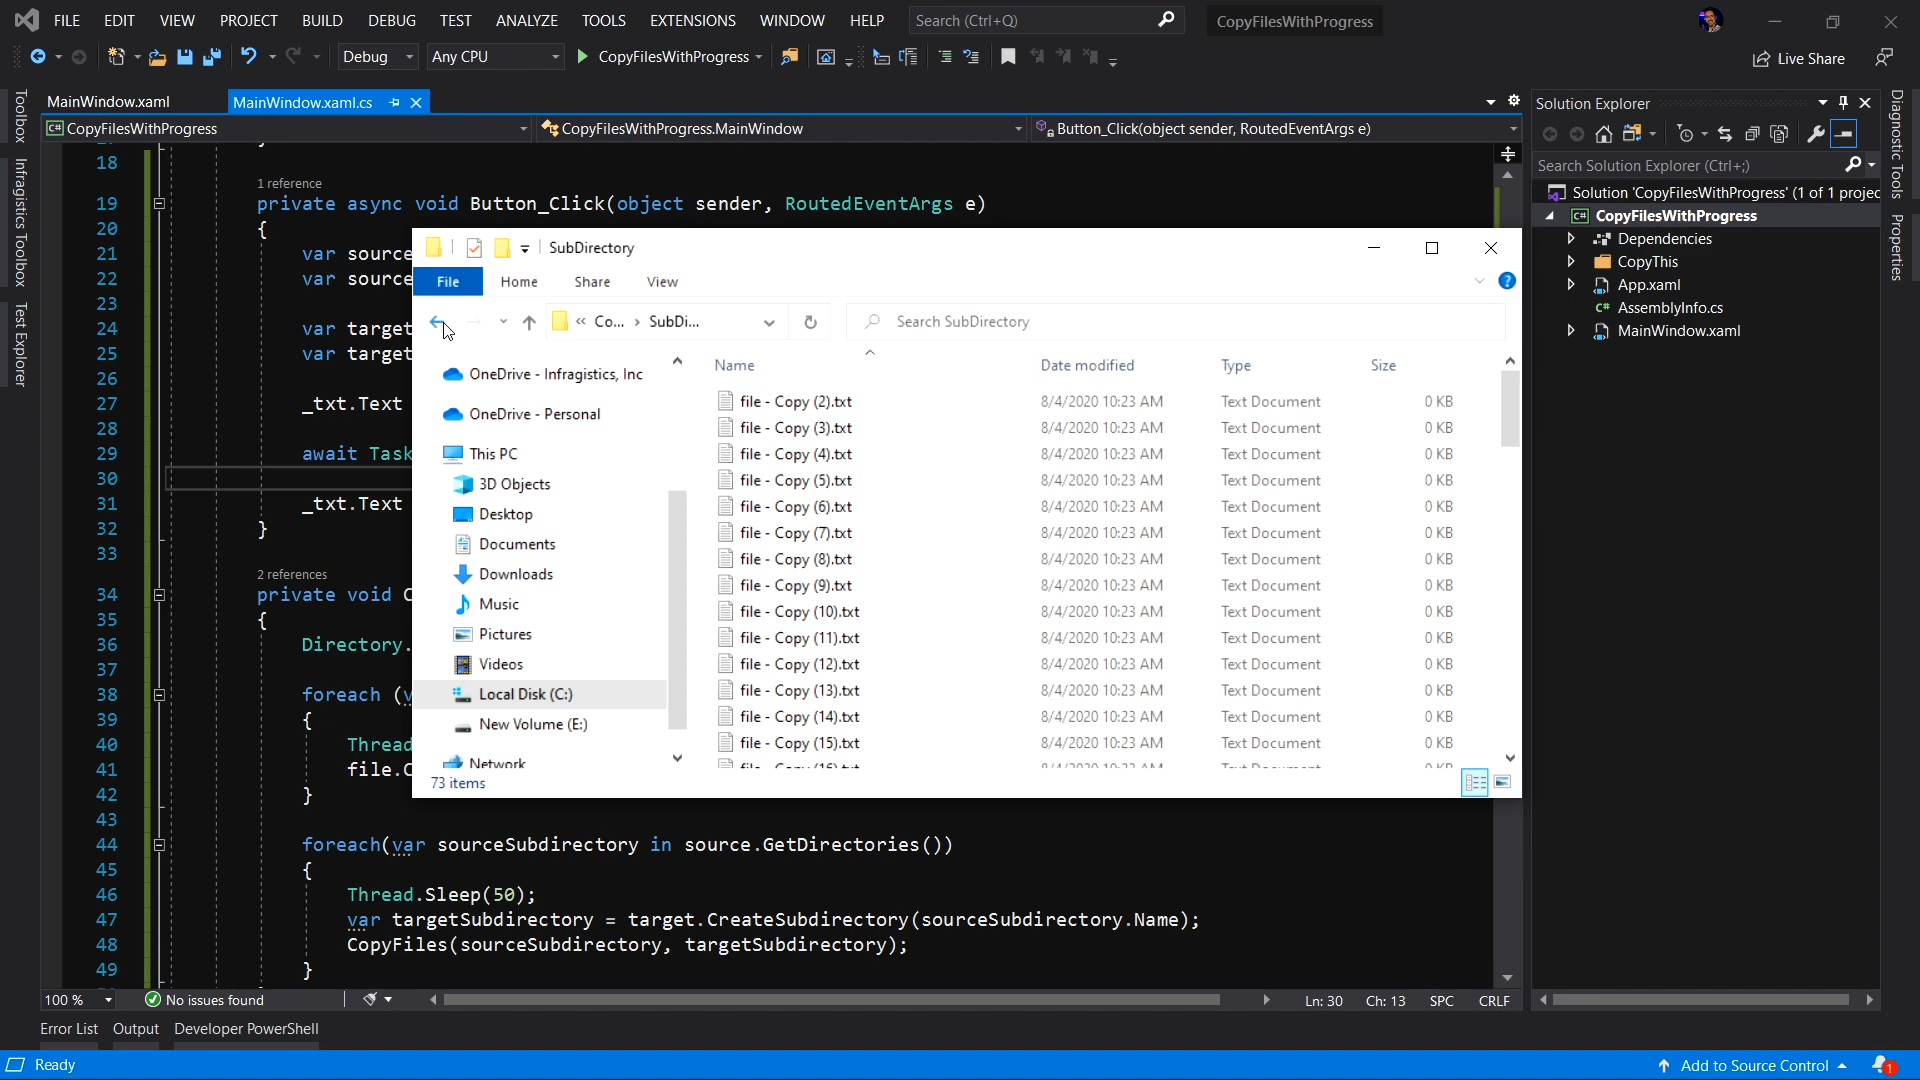 FILE EDIT VIEW PROJECT BUILD DEBUG TEST ANALYZE TOOLS EXTENSIONS WINDOW HELP Search (Ctrl+Q) CopyFilesWithProgress
Debug Any CPU CopyFilesWithProgress Live Share
MainWindow.xaml MainWindow.xaml.cs
CopyFilesWithProgress CopyFilesWithProgress.MainWindow Button_Click(object sender, RoutedEventArgs e)
Toolbox
Infragistics Toolbox
Test Explorer
18
1 reference
19 private async void Button_Click(object sender, RoutedEventArgs e)
20 {
21 var source
22 var source
23
24 var target
25 var target
26
27 _txt.Text
28
29 await Task
30
31 _txt.Text
32 }
33
2 references
34 private void C
35 {
36 Directory.
37
38 foreach (v
39 {
40 Thread
41 file.C
42 }
43
44 foreach(var sourceSubdirectory in source.GetDirectories())
45 {
46 Thread.Sleep(50);
47 var targetSubdirectory = target.CreateSubdirectory(sourceSubdirectory.Name);
48 CopyFiles(sourceSubdirectory, targetSubdirectory);
49 }
SubDirectory
File Home Share View
« Co... › SubDi... Search SubDirectory
OneDrive - Infragistics, Inc
OneDrive - Personal
This PC
3D Objects
Desktop
Documents
Downloads
Music
Pictures
Videos
Local Disk (C:)
New Volume (E:)
Network
73 items
Name Date modified Type Size
file - Copy (2).txt 8/4/2020 10:23 AM Text Document 0 KB
file - Copy (3).txt 8/4/2020 10:23 AM Text Document 0 KB
file - Copy (4).txt 8/4/2020 10:23 AM Text Document 0 KB
file - Copy (5).txt 8/4/2020 10:23 AM Text Document 0 KB
file - Copy (6).txt 8/4/2020 10:23 AM Text Document 0 KB
file - Copy (7).txt 8/4/2020 10:23 AM Text Document 0 KB
file - Copy (8).txt 8/4/2020 10:23 AM Text Document 0 KB
file - Copy (9).txt 8/4/2020 10:23 AM Text Document 0 KB
file - Copy (10).txt 8/4/2020 10:23 AM Text Document 0 KB
file - Copy (11).txt 8/4/2020 10:23 AM Text Document 0 KB
file - Copy (12).txt 8/4/2020 10:23 AM Text Document 0 KB
file - Copy (13).txt 8/4/2020 10:23 AM Text Document 0 KB
file - Copy (14).txt 8/4/2020 10:23 AM Text Document 0 KB
file - Copy (15).txt 8/4/2020 10:23 AM Text Document 0 KB
Solution Explorer
Search Solution Explorer (Ctrl+;)
Solution 'CopyFilesWithProgress' (1 of 1 projec
CopyFilesWithProgress
Dependencies
CopyThis
App.xaml
AssemblyInfo.cs
MainWindow.xaml
Diagnostic Tools
Properties
100 % No issues found Ln: 30 Ch: 13 SPC CRLF
Error List Output Developer PowerShell
Ready Add to Source Control 1